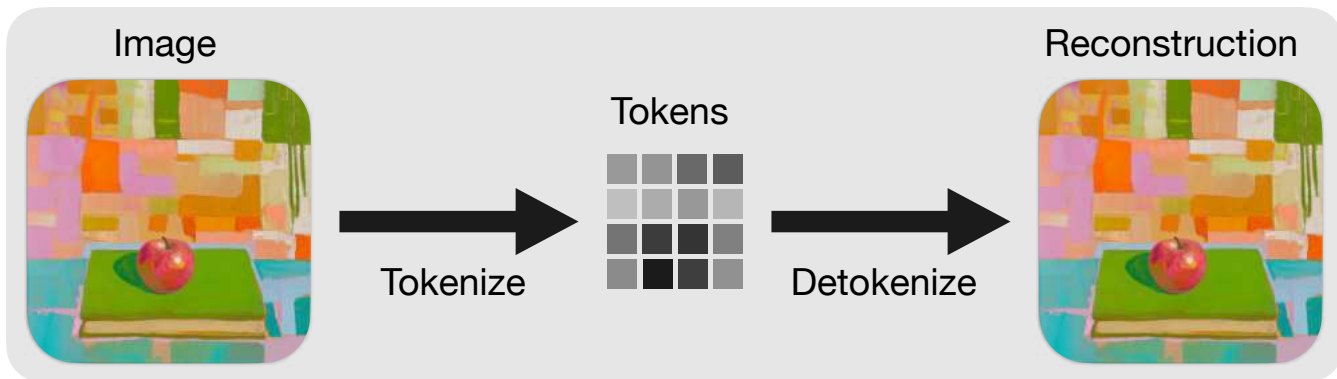 Image
Reconstruction
Tokens
Tokenize
Detokenize